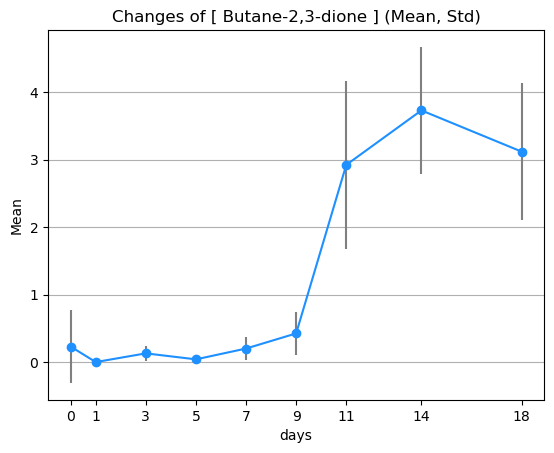 Changes of [ Butane-2,3-dione ] (Mean, Std)
4
3
2
1
0
Mean
0 1 3 5 7 9 11 14 18
days